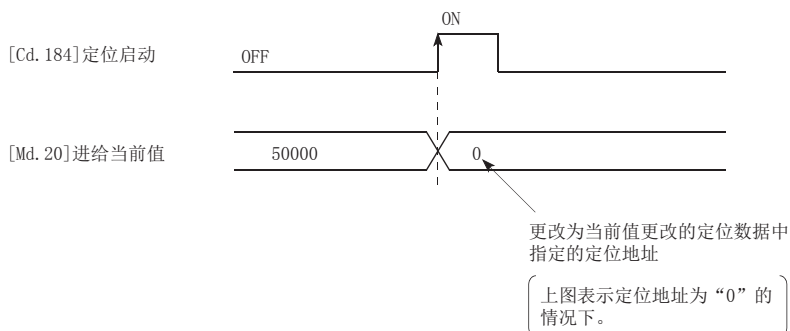 ON
[Cd.184]定位启动
OFF
[Md.20]进给当前值
50000
0
更改为当前值更改的定位数据中
指定的定位地址
上图表示定位地址为“0”的
情况下。